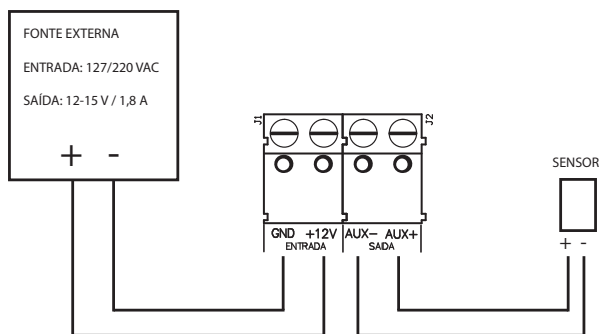 FONTE EXTERNA
ENTRADA: 127/220 VAC
SAÍDA: 12-15 V / 1,8 A
+ -
J1
J2
GND +12V AUX- AUX+
ENTRADA SAIDA
SENSOR
+ -